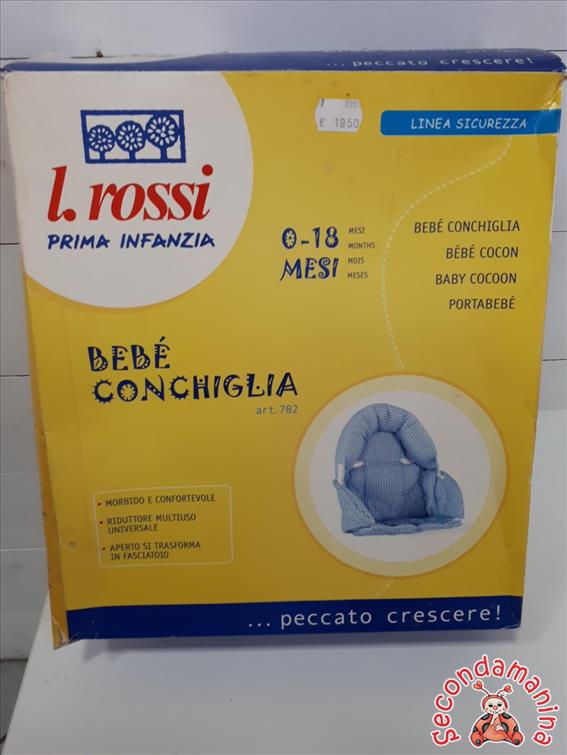 ... peccato crescere!
7 000
€ 1950
LINEA SICUREZZA
l. rossi
PRIMA INFANZIA
0-18
MESI
MESI
MONTHS
MOIS
MESES
BEBÉ CONCHIGLIA
BÉBÉ COCON
BABY COCOON
PORTABEBÉ
BEBÉ
CONCHIGLIA
art.702
• MORBIDO E CONFORTEVOLE
• RIDUTTORE MULTIUSO
UNIVERSALE
• APERTO SI TRASFORMA
IN FASCIATOIO
... peccato crescere!
Secondamanina